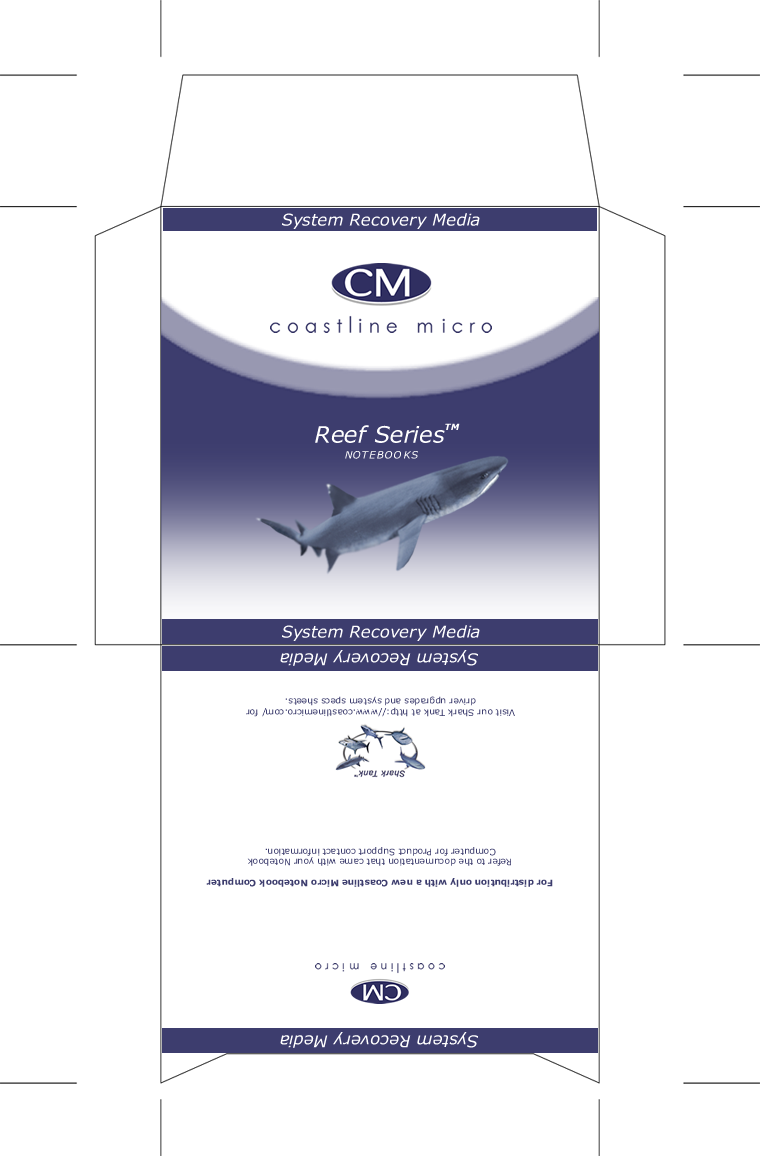 System Recovery Media
CM
coastline micro
Reef Series™
NOTEBOOKS
System Recovery Media
System Recovery Media
CM
coastline micro
For distribution only with a new Coastline Micro Notebook Computer
Refer to the documentation that came with your Notebook
Computer for Product Support contact information.
Shark Tank™
Visit our Shark Tank at http://www.coastlinemicro.com/ for
driver upgrades and system specs sheets.
System Recovery Media